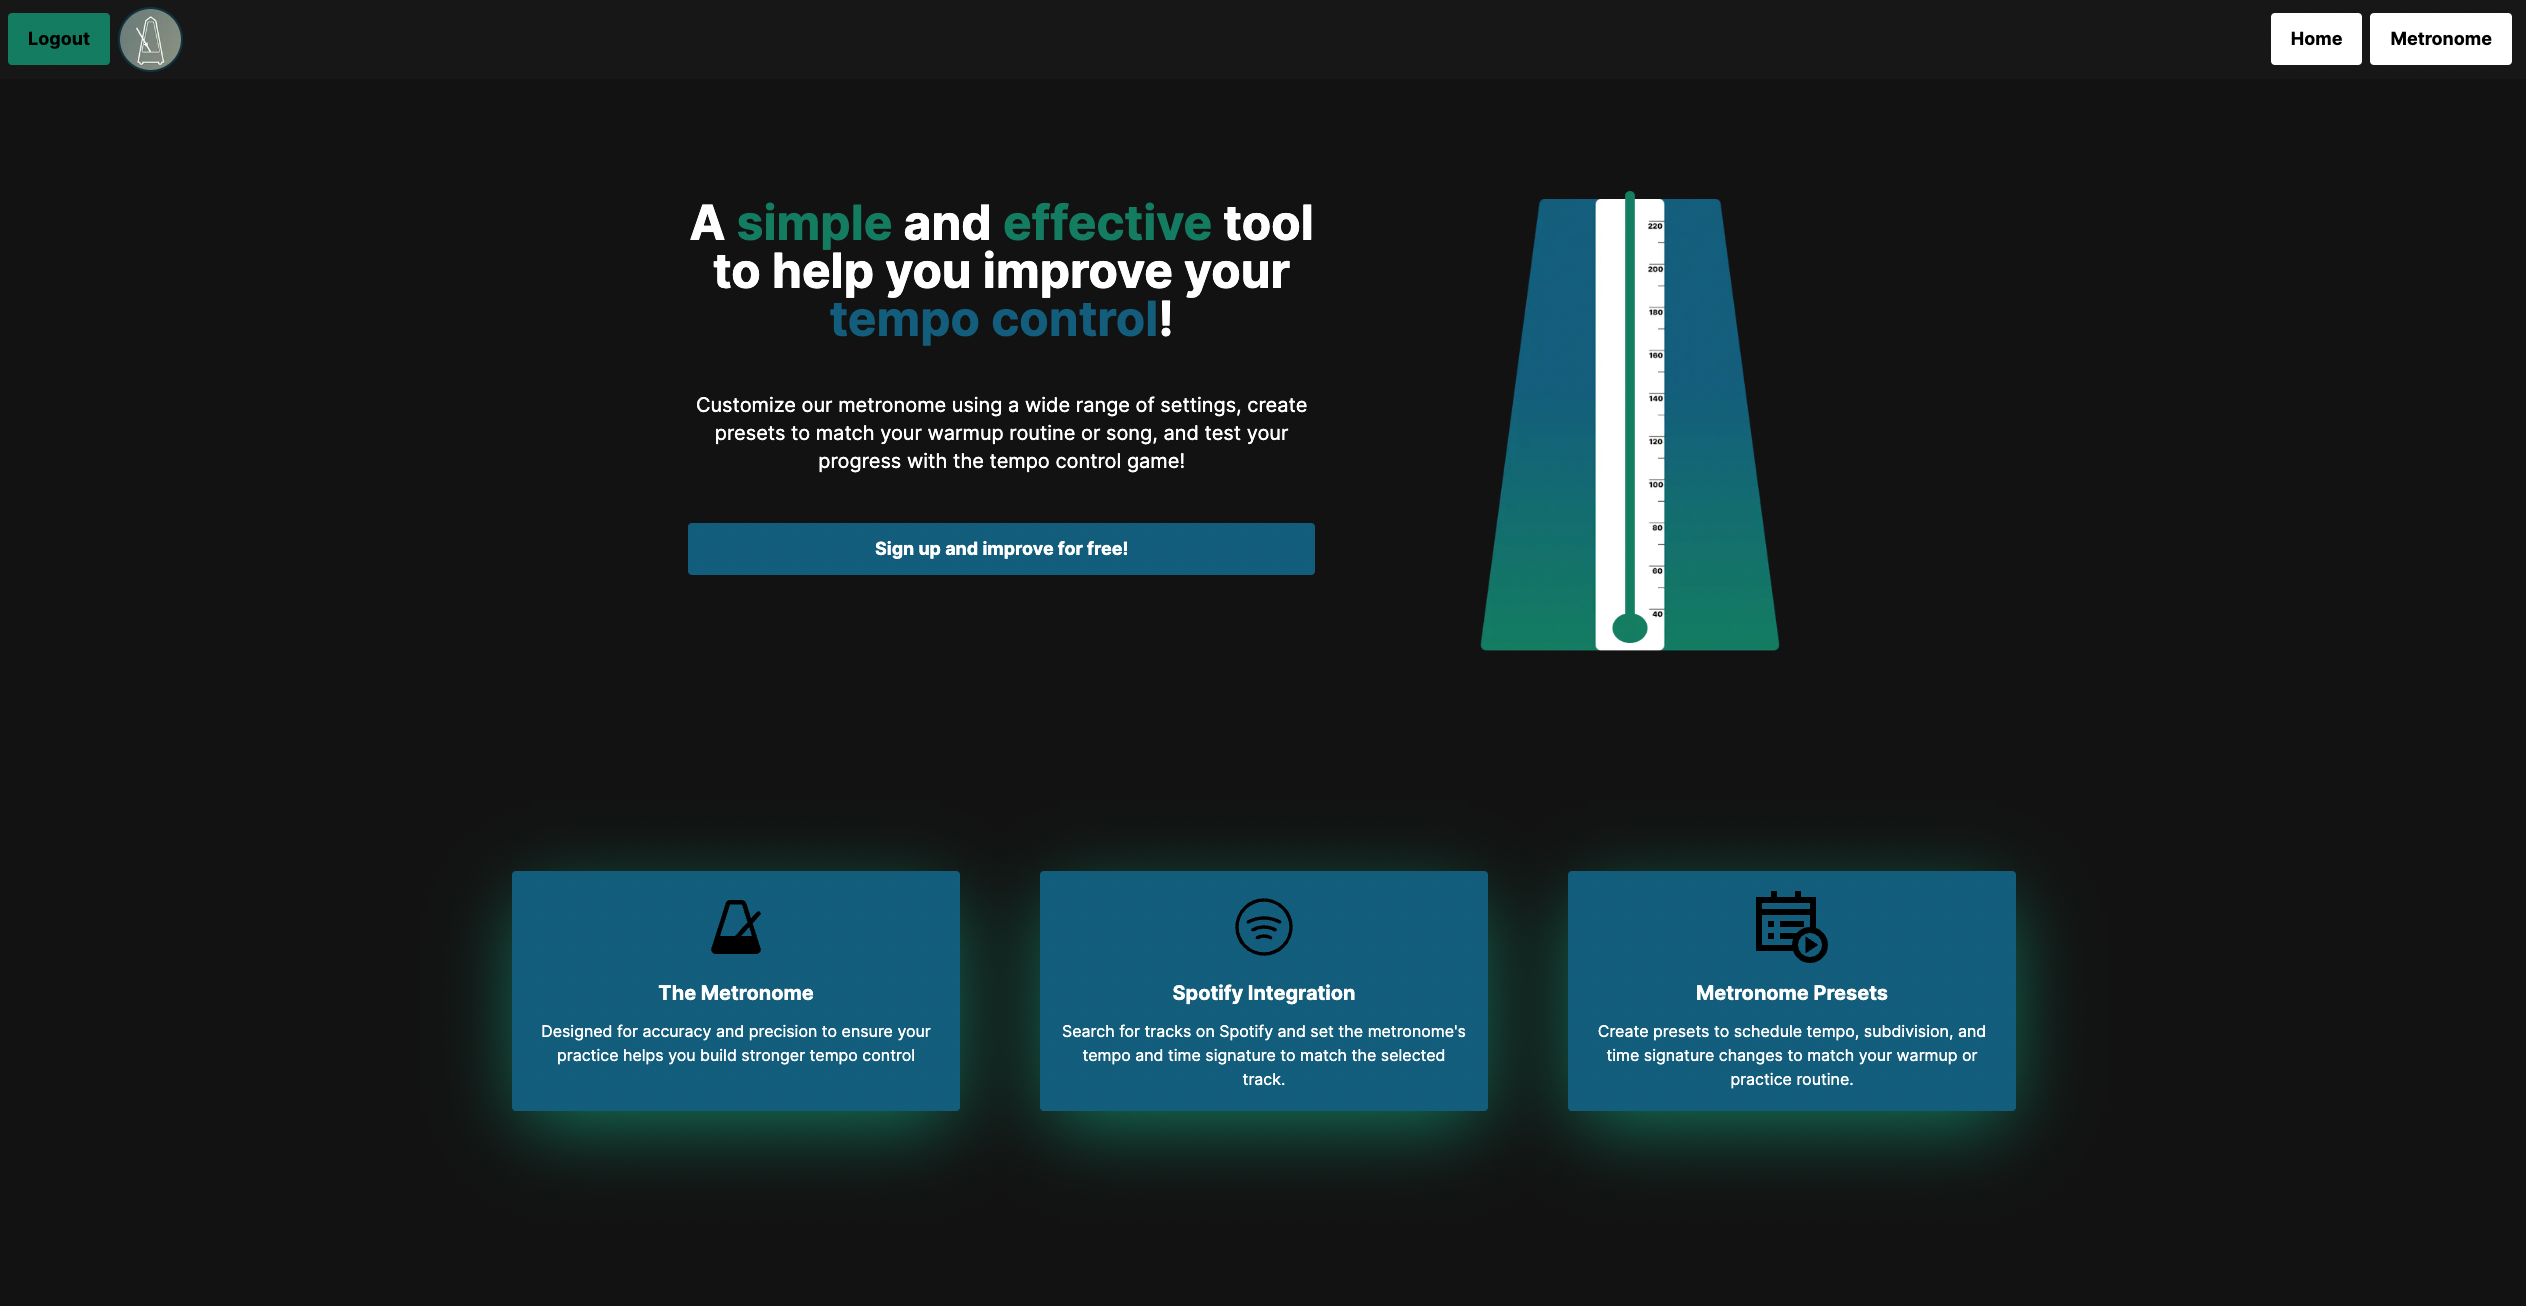 Logout
Home
Metronome
A simple and effective tool
to help you improve your
tempo control!
Customize our metronome using a wide range of settings, create
presets to match your warmup routine or song, and test your
progress with the tempo control game!
Sign up and improve for free!
220
200
180
160
140
120
100
80
60
40
The Metronome
Designed for accuracy and precision to ensure your
practice helps you build stronger tempo control
Spotify Integration
Search for tracks on Spotify and set the metronome's
tempo and time signature to match the selected
track.
Metronome Presets
Create presets to schedule tempo, subdivision, and
time signature changes to match your warmup or
practice routine.